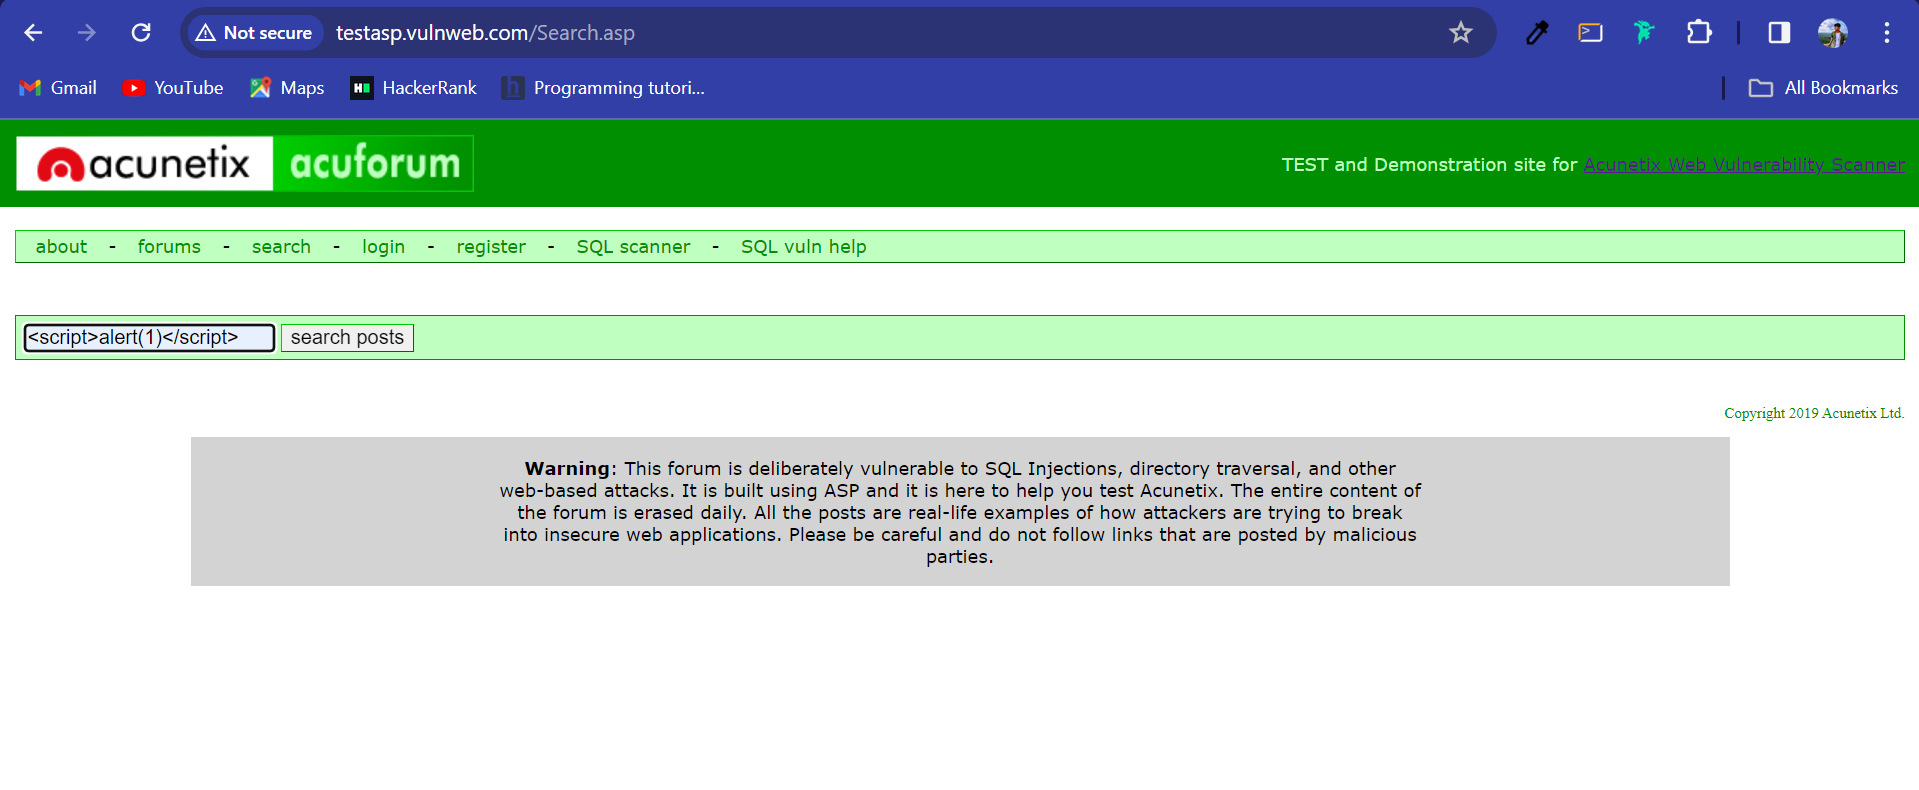 Not secure testasp.vulnweb.com/Search.asp
Gmail YouTube Maps HackerRank Programming tutori... All Bookmarks
acunetix acuforum TEST and Demonstration site for Acunetix Web Vulnerability Scanner
about - forums - search - login - register - SQL scanner - SQL vuln help
<script>alert(1)</script> search posts
Copyright 2019 Acunetix Ltd.
Warning: This forum is deliberately vulnerable to SQL Injections, directory traversal, and other
web-based attacks. It is built using ASP and it is here to help you test Acunetix. The entire content of
the forum is erased daily. All the posts are real-life examples of how attackers are trying to break
into insecure web applications. Please be careful and do not follow links that are posted by malicious
parties.